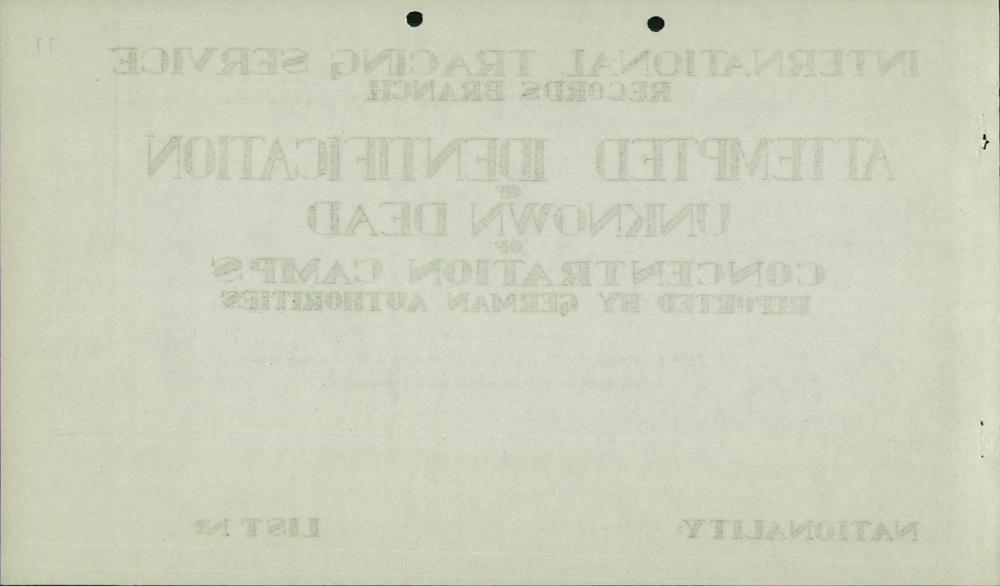 11
INTERNATIONAL TRACING SERVICE
RECORDS BRANCH
ATTEMPTED IDENTIFICATION
OF
UNKNOWN DEAD
OF
CONCENTRATION CAMPS
REPORTED BY GERMAN AUTHORITIES
NATIONALITY: LIST Nº